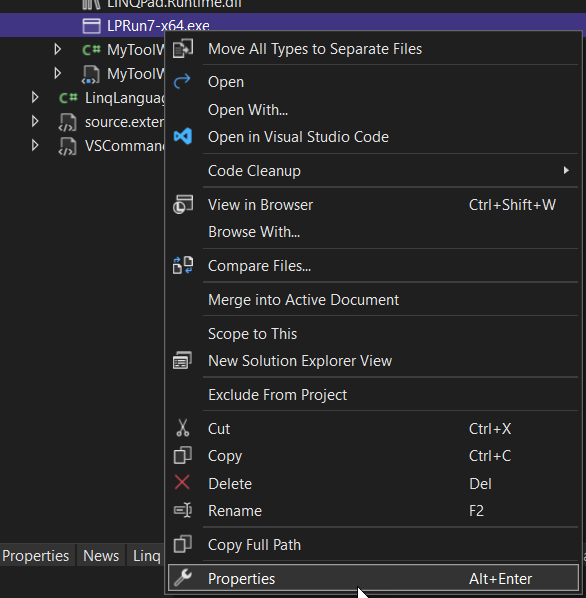 LINQPad.Runtime.dll
LPRun7-x64.exe
MyToolW
MyToolW
LinqLanguag
source.exter
VSComman
Move All Types to Separate Files
Open
Open With...
Open in Visual Studio Code
Code Cleanup
View in Browser Ctrl+Shift+W
Browse With...
Compare Files...
Merge into Active Document
Scope to This
New Solution Explorer View
Exclude From Project
Cut Ctrl+X
Copy Ctrl+C
Delete Del
Rename F2
Copy Full Path
Properties News Linq
Properties Alt+Enter